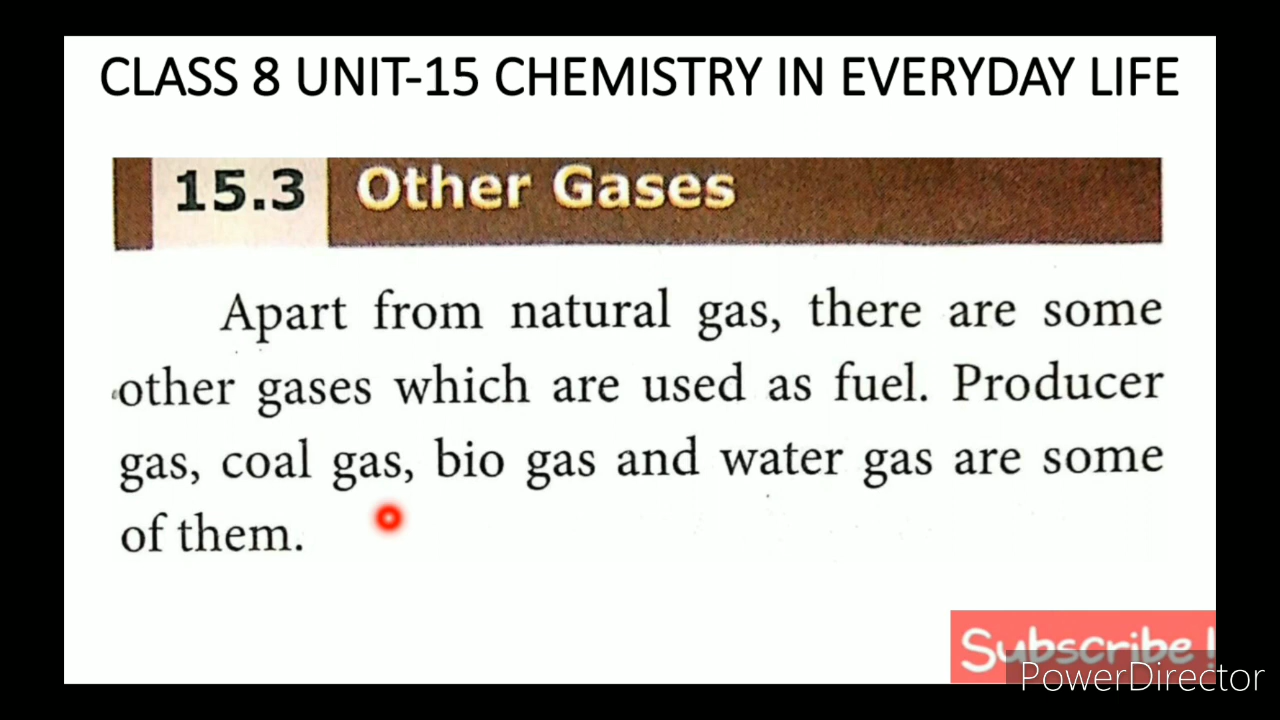 CLASS 8 UNIT-15 CHEMISTRY IN EVERYDAY LIFE
15.3 Other Gases
Apart from natural gas, there are some
other gases which are used as fuel. Producer
gas, coal gas, bio gas and water gas are some
of them.
Subscribe !
PowerDirector